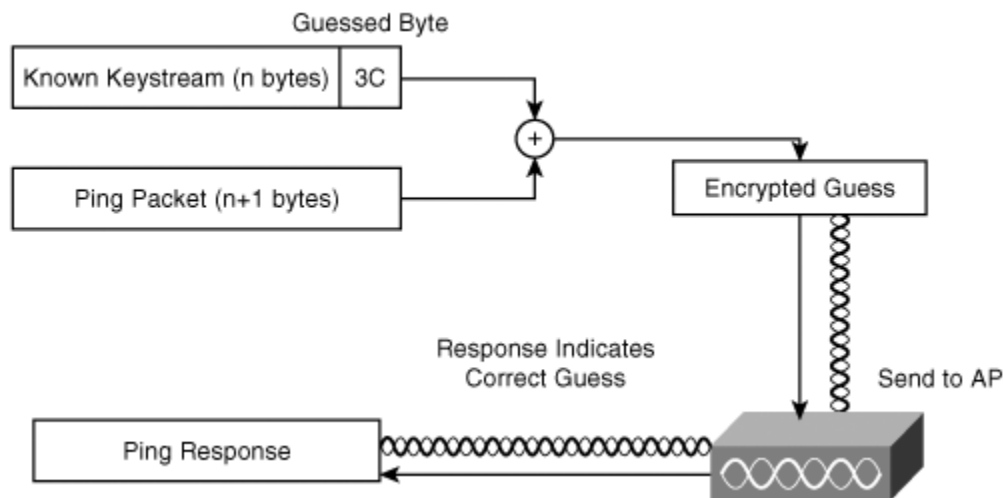 Guessed Byte
Known Keystream (n bytes) 3C
+
Ping Packet (n+1 bytes)
Encrypted Guess
Response Indicates
Correct Guess
Send to AP
Ping Response